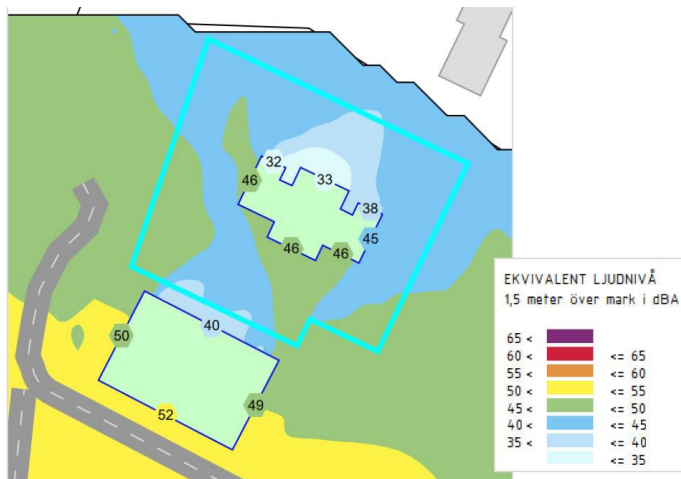 32
33
46
38
45
46
46
50
40
52
49
EKVIVALENT LJUDNIVÅ
1,5 meter över mark i dBA
65 <
60 < <= 65
55 < <= 60
50 < <= 55
45 < <= 50
40 < <= 45
35 < <= 40
<= 35